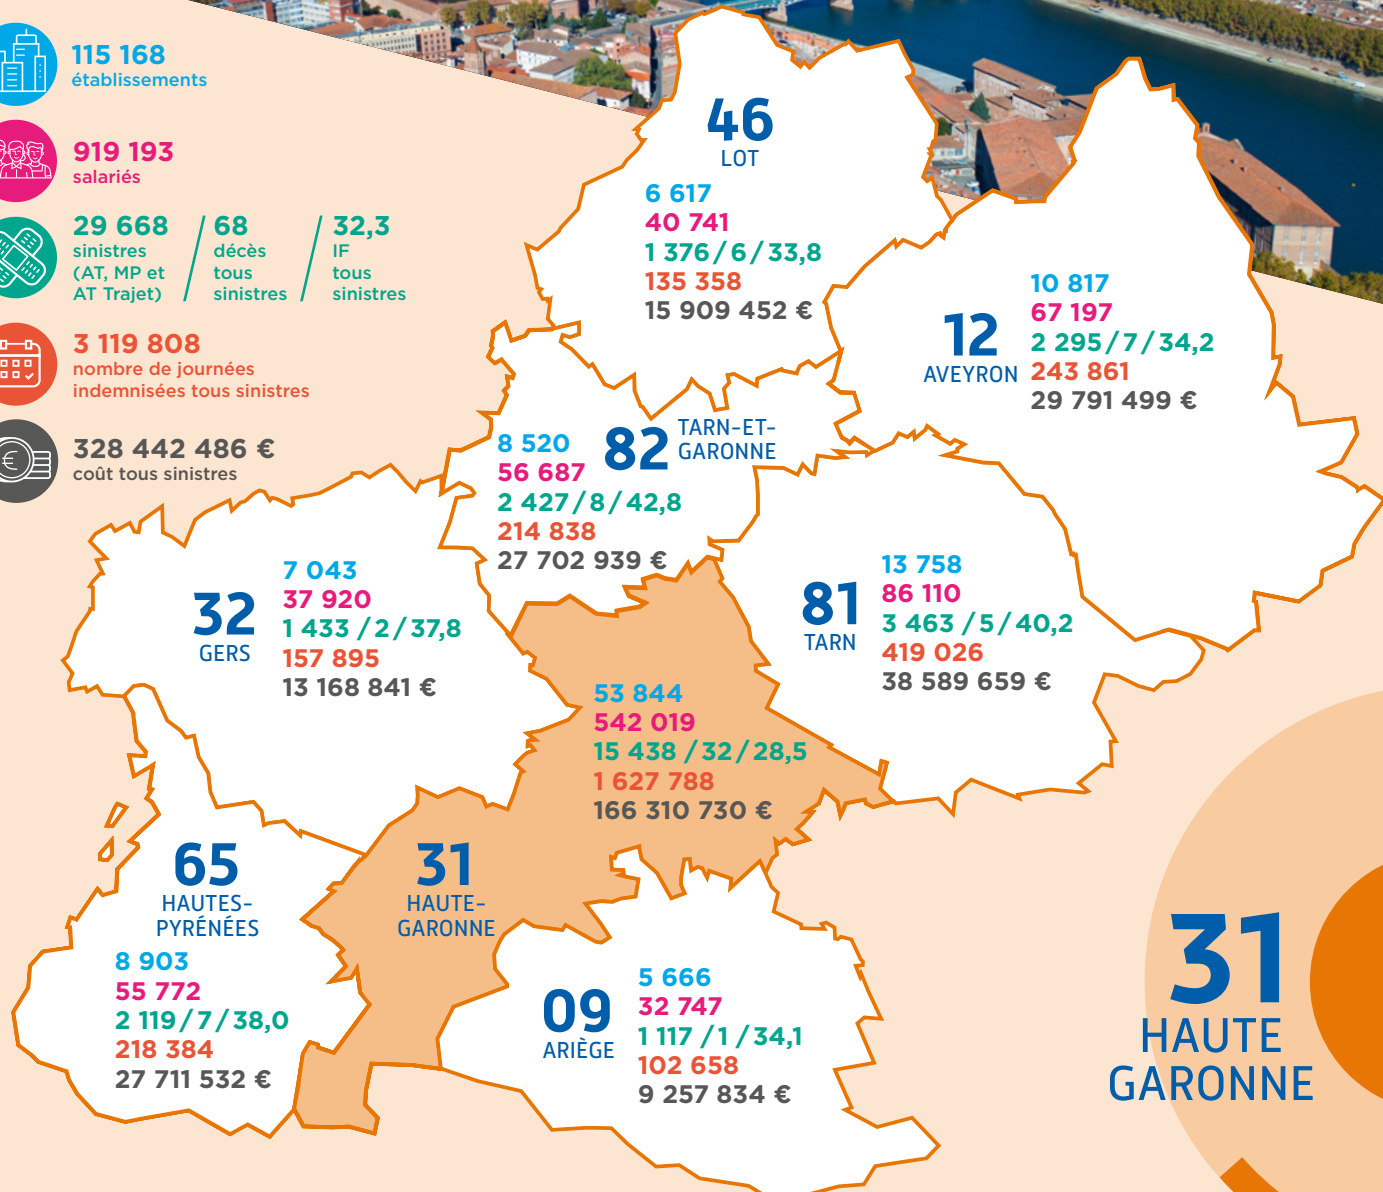 115 168
établissements
919 193
salariés
29 668 / 68 / 32,3
sinistres décès IF
(AT, MP et tous tous
AT Trajet) sinistres sinistres
3 119 808
nombre de journées
indemnisées tous sinistres
328 442 486 €
coût tous sinistres
46
LOT
6 617
40 741
1 376 / 6 / 33,8
135 358
15 909 452 €
12
AVEYRON
10 817
67 197
2 295 / 7 / 34,2
243 861
29 791 499 €
82
TARN-ET-
GARONNE
8 520
56 687
2 427 / 8 / 42,8
214 838
27 702 939 €
32
GERS
7 043
37 920
1 433 / 2 / 37,8
157 895
13 168 841 €
81
TARN
13 758
86 110
3 463 / 5 / 40,2
419 026
38 589 659 €
53 844
542 019
15 438 / 32 / 28,5
1 627 788
166 310 730 €
31
HAUTE-
GARONNE
65
HAUTES-
PYRÉNÉES
8 903
55 772
2 119 / 7 / 38,0
218 384
27 711 532 €
09
ARIÈGE
5 666
32 747
1 117 / 1 / 34,1
102 658
9 257 834 €
31
HAUTE
GARONNE